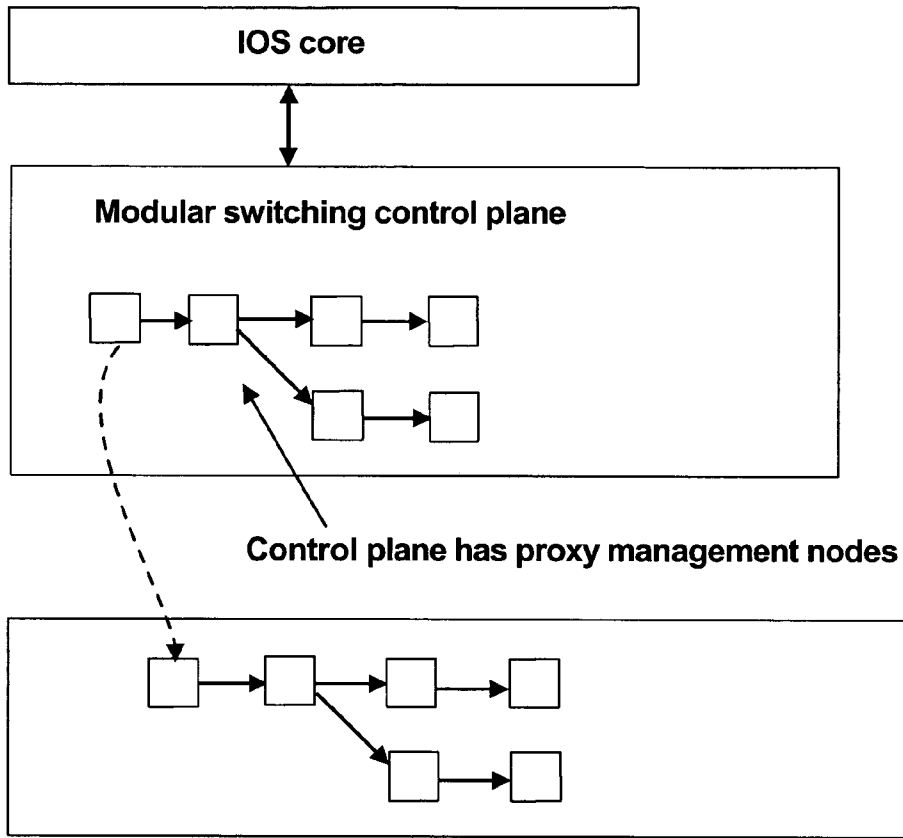 IOS core
Modular switching control plane
Control plane has proxy management nodes